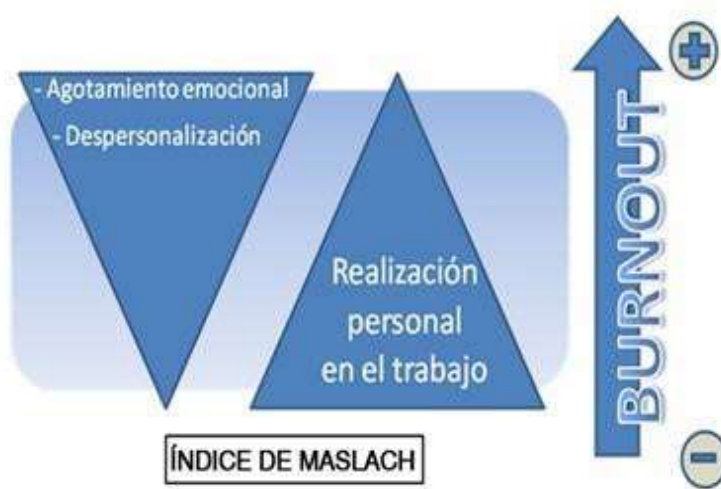 - Agotamiento emocional
- Despersonalización
Realización
personal
en el trabajo
BURNOUT
ÍNDICE DE MASLACH